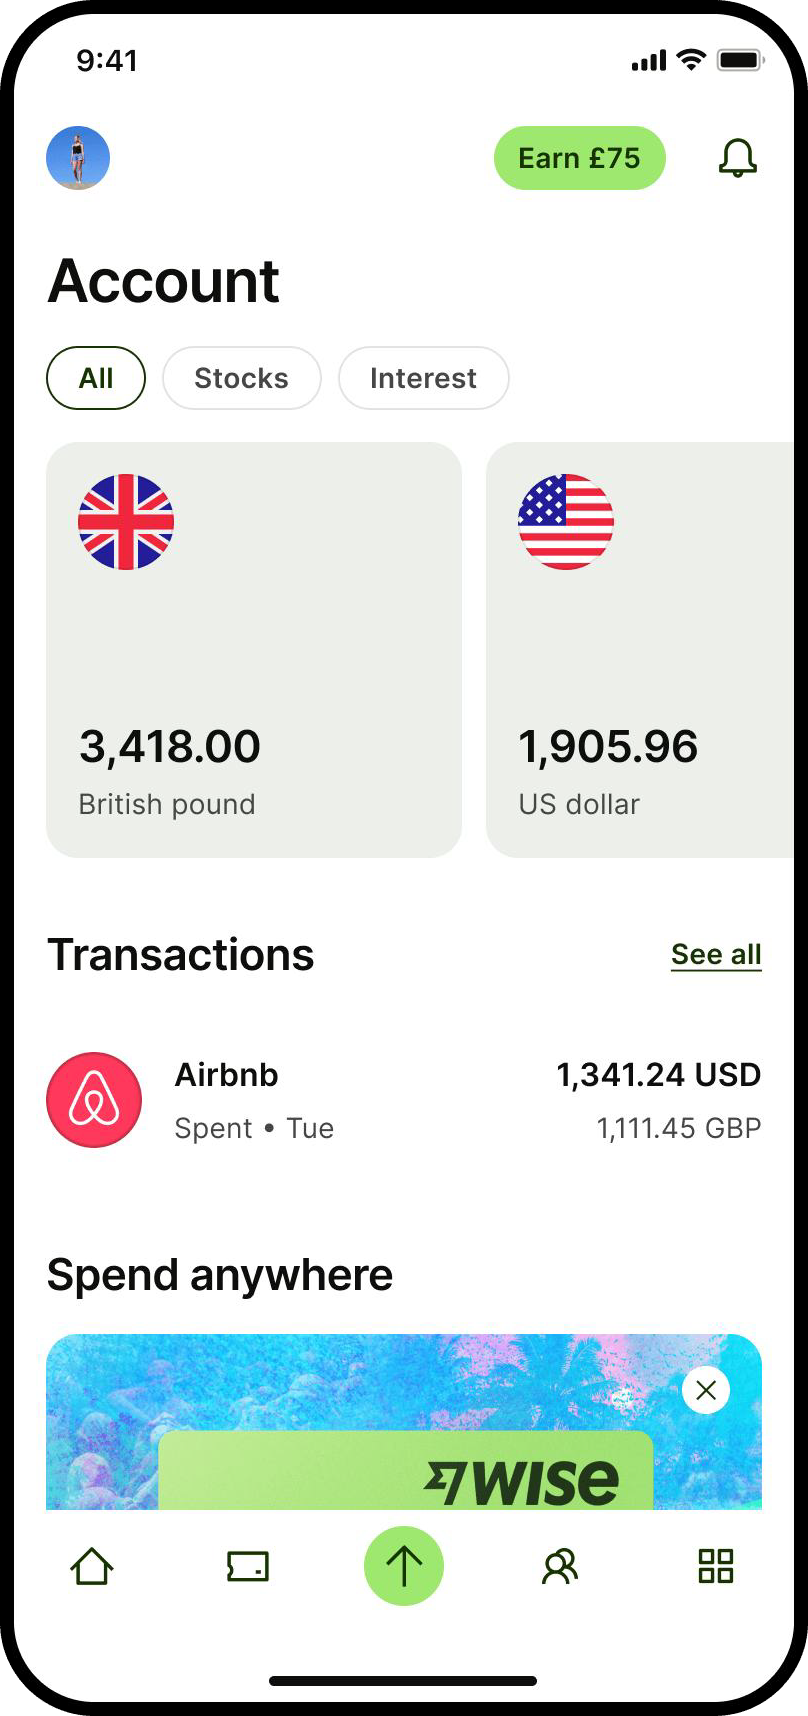 9:41
Earn £75
Account
All Stocks Interest
3,418.00 1,905.96
British pound US dollar
Transactions See all
Airbnb 1,341.24 USD
Spent • Tue 1,111.45 GBP
Spend anywhere
WISE